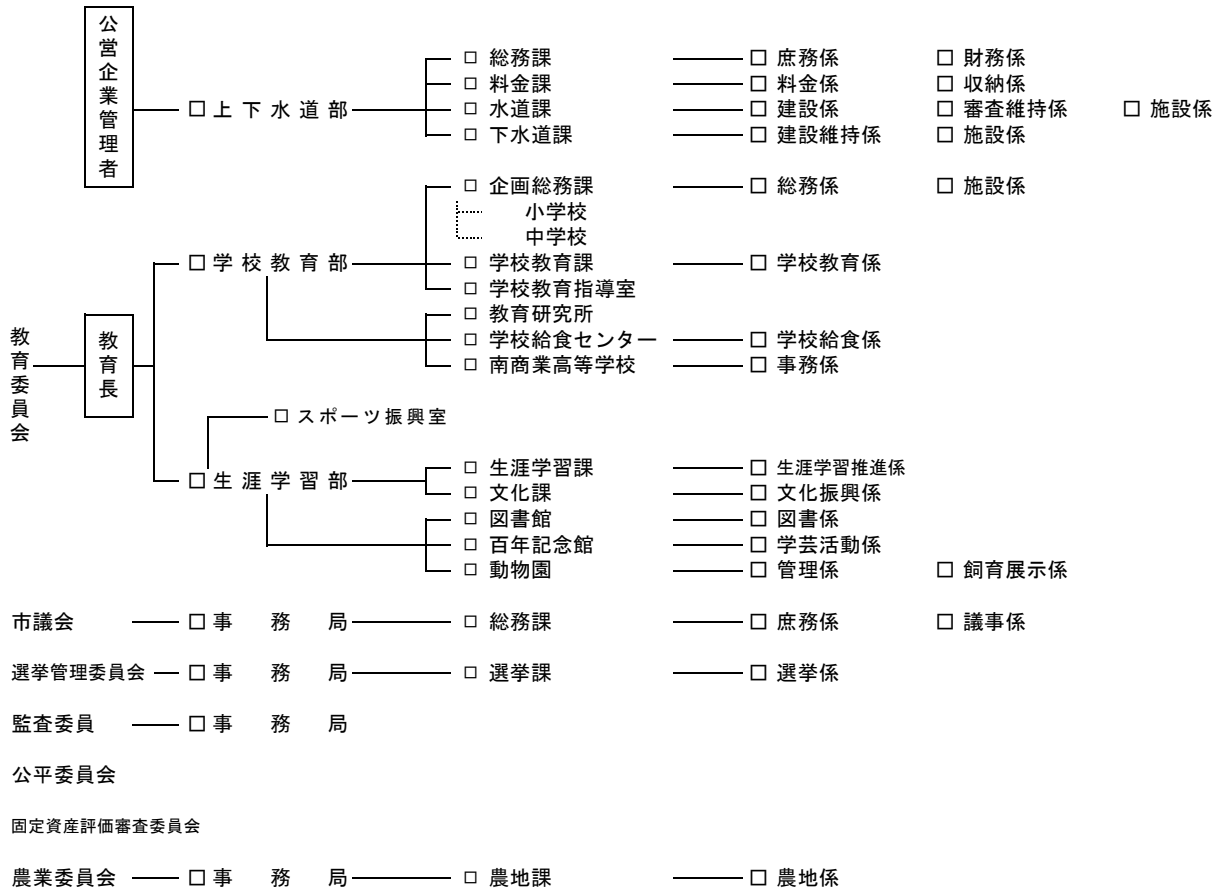 公営企業管理者
□ 総務課 □ 庶務係 □ 財務係
□ 料金課 □ 料金係 □ 収納係
□ 上下水道部 □ 水道課 □ 建設係 □ 審査維持係 □ 施設係
□ 下水道課 □ 建設維持係 □ 施設係
□ 企画総務課 □ 総務係 □ 施設係
小学校
中学校
□ 学校教育部 □ 学校教育課 □ 学校教育係
□ 学校教育指導室
□ 教育研究所
□ 学校給食センター □ 学校給食係
教育委員会 教育長 □ 南商業高等学校 □ 事務係
□ スポーツ振興室
□ 生涯学習課 □ 生涯学習推進係
□ 生涯学習部
□ 文化課 □ 文化振興係
□ 図書館 □ 図書係
□ 百年記念館 □ 学芸活動係
□ 動物園 □ 管理係 □ 飼育展示係
市議会 □ 事務局 □ 総務課 □ 庶務係 □ 議事係
選挙管理委員会 □ 事務局 □ 選挙課 □ 選挙係
監査委員 □ 事務局
公平委員会
固定資産評価審査委員会
農業委員会 □ 事務局 □ 農地課 □ 農地係